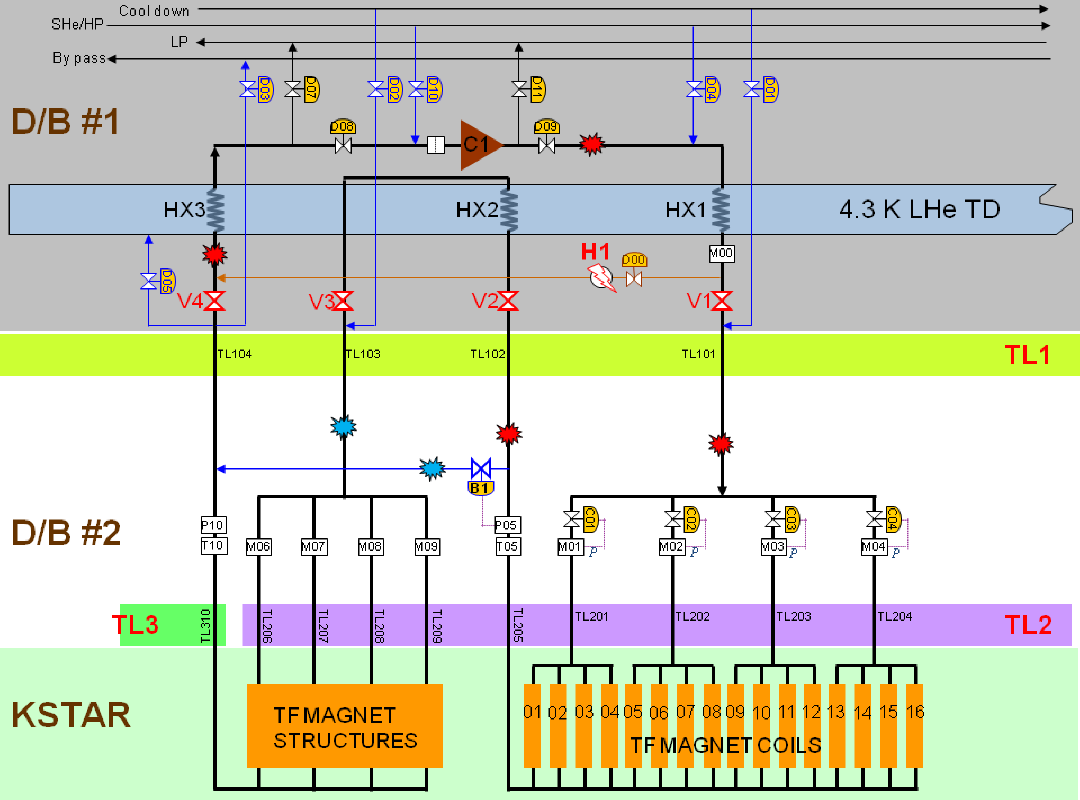 Cool down
SHe/HP
LP
By pass
D03
D07
D02
D10
D11
D04
D01
D/B #1
D08
C1
D09
HX3
HX2
HX1
4.3 K LHe TD
H1
D00
M00
D05
V4
V3
V2
V1
TL104
TL103
TL102
TL101
TL1
B1
D/B #2
P10
P05
C01
C02
C03
C04
T10
M06
M07
M08
M09
T05
M01
P
M02
P
M03
P
M04
P
TL3
TL310
TL206
TL207
TL208
TL209
TL205
TL201
TL202
TL203
TL204
TL2
KSTAR
TF MAGNET
STRUCTURES
01 02 03 04 05 06 07 08 09 10 11 12 13 14 15 16
TF MAGNET COILS